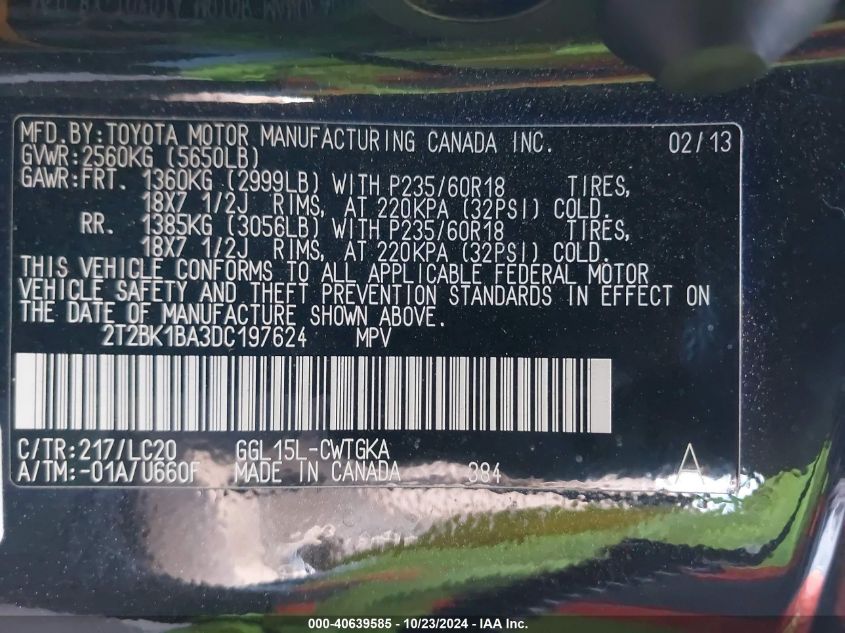 MFD.BY:TOYOTA MOTOR MANUFACTURING CANADA INC. 02/13
GVWR:2560KG (5650LB)
GAWR:FRT. 1360KG (2999LB) WITH P235/60R18 TIRES,
18X7 1/2J RIMS, AT 220KPA (32PSI) COLD.
RR. 1385KG (3056LB) WITH P235/60R18 TIRES,
18X7 1/2J RIMS, AT 220KPA (32PSI) COLD.
THIS VEHICLE CONFORMS TO ALL APPLICABLE FEDERAL MOTOR
VEHICLE SAFETY AND THEFT PREVENTION STANDARDS IN EFFECT ON
THE DATE OF MANUFACTURE SHOWN ABOVE.
2T2BK1BA3DC197624 MPV
C/TR:217/LC20 GGL15L-CWTGKA
A/TM:-01A/U660F MADE IN CANADA 384 A
000-40639585 - 10/23/2024 - IAA Inc.